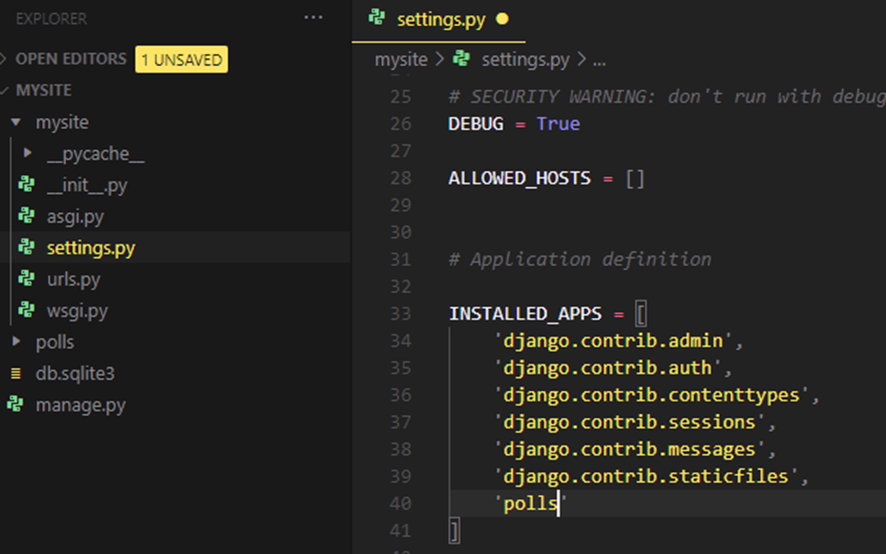 EXPLORER ...
OPEN EDITORS 1 UNSAVED
MYSITE
mysite
__pycache__
__init__.py
asgi.py
settings.py
urls.py
wsgi.py
polls
db.sqlite3
manage.py
settings.py
mysite > settings.py > ...
25 # SECURITY WARNING: don't run with debug
26 DEBUG = True
27
28 ALLOWED_HOSTS = []
29
30
31 # Application definition
32
33 INSTALLED_APPS = [
34 'django.contrib.admin',
35 'django.contrib.auth',
36 'django.contrib.contenttypes',
37 'django.contrib.sessions',
38 'django.contrib.messages',
39 'django.contrib.staticfiles',
40 'polls'
41 ]